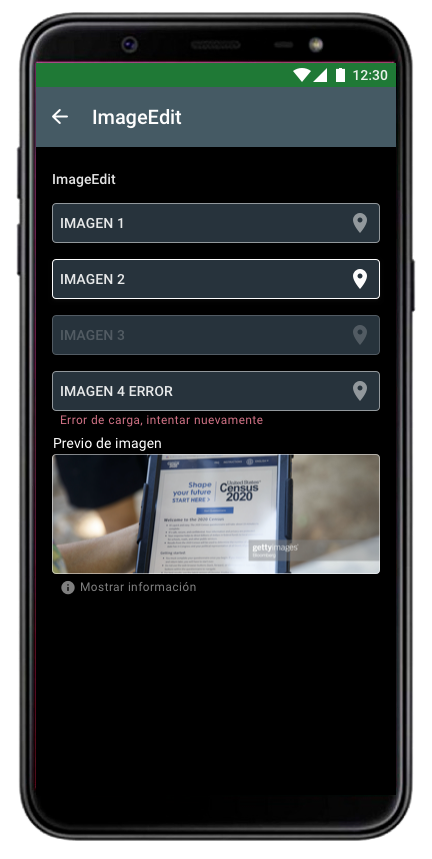 12:30
ImageEdit
ImageEdit
IMAGEN 1
IMAGEN 2
IMAGEN 3
IMAGEN 4 ERROR
Error de carga, intentar nuevamente
Previo de imagen
Shape
your future
START HERE >
United States®
Census
2020
Welcome to the 2020 Census
gettyimages®
Mostrar información